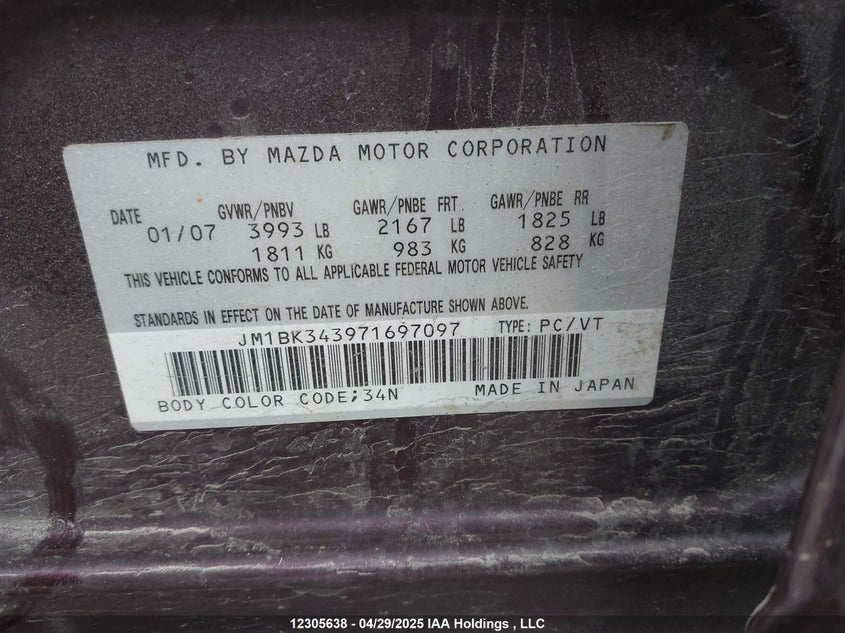 MFD. BY MAZDA MOTOR CORPORATION
DATE GVWR/PNBV GAWR/PNBE FRT GAWR/PNBE RR
01/07 3993 LB 2167 LB 1825 LB
1811 KG 983 KG 828 KG
THIS VEHICLE CONFORMS TO ALL APPLICABLE FEDERAL MOTOR VEHICLE SAFETY
STANDARDS IN EFFECT ON THE DATE OF MANUFACTURE SHOWN ABOVE.
JM1BK343971697097 TYPE: PC/VT
BODY COLOR CODE;34N MADE IN JAPAN
12305638 - 04/29/2025 IAA Holdings , LLC